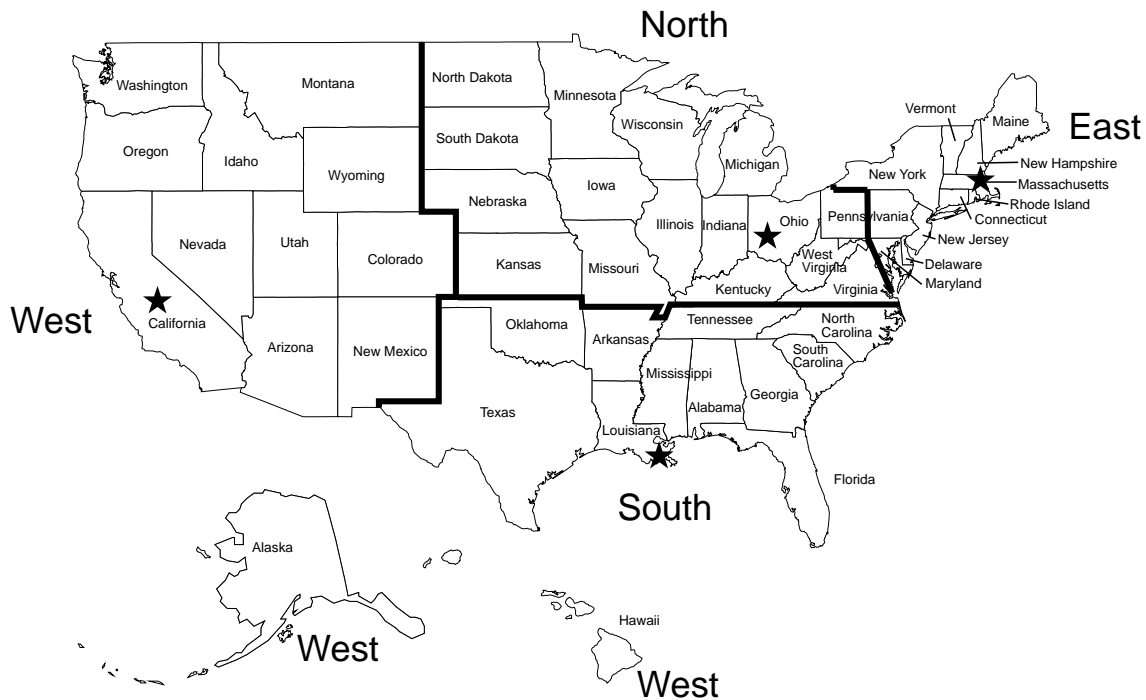 North
Washington
Montana
North Dakota
Minnesota
Vermont
Maine
East
Oregon
Idaho
South Dakota
Wisconsin
Michigan
New York
New Hampshire
Massachusetts
Wyoming
Iowa
Rhode Island
Connecticut
Nebraska
Nevada
Utah
Colorado
Kansas
Illinois
Indiana
Ohio
Pennsylvania
New Jersey
Missouri
West
Virginia
Delaware
Maryland
Kentucky
Virginia
West
California
Arizona
New Mexico
Oklahoma
Arkansas
Tennessee
North
Carolina
South
Carolina
Texas
Mississippi
Alabama
Georgia
Louisiana
Florida
South
Alaska
West
Hawaii
West